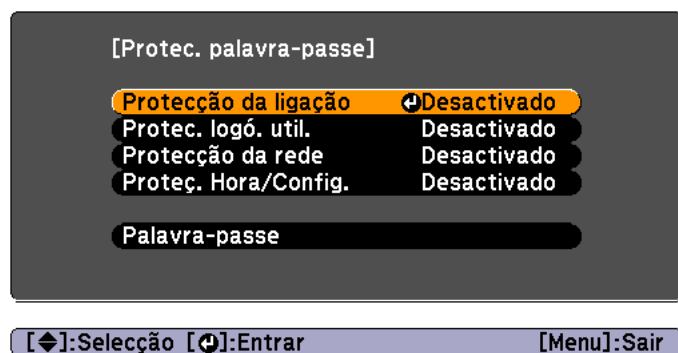 [Protec. palavra-passe]
Protecção da ligação Desactivado
Protec. logó. util. Desactivado
Protecção da rede Desactivado
Proteç. Hora/Config. Desactivado
Palavra-passe
[◆]:Selecção [↵]:Entrar [Menu]:Sair